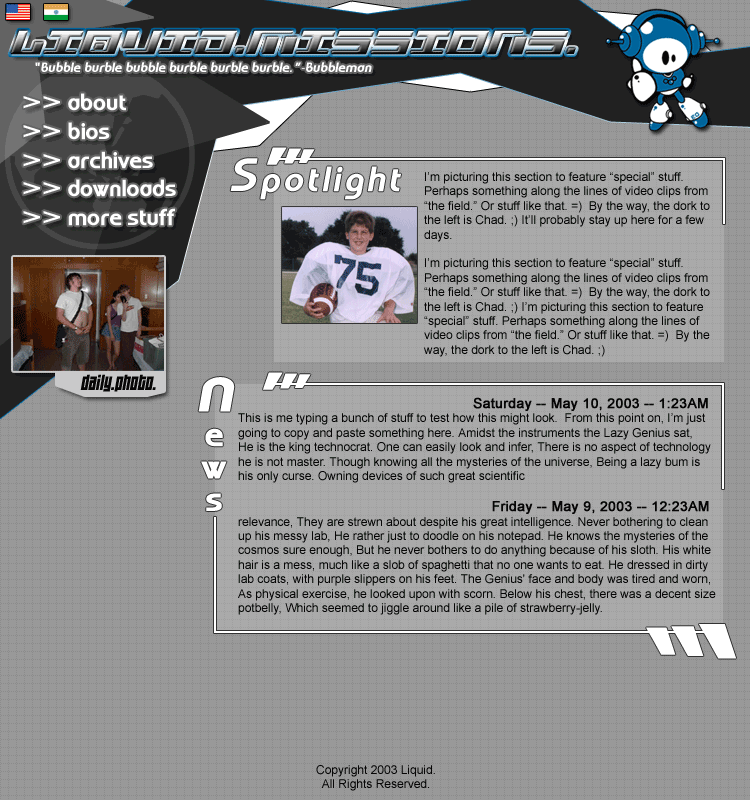 LIQUID.MISSIONS.
"Bubble burble bubble burble burble burble."-Bubbleman
>> about
>> bios
>> archives
>> downloads
>> more stuff
daily.photo.
Spotlight
I'm picturing this section to feature “special” stuff.
Perhaps something along the lines of video clips from
“the field.” Or stuff like that. =)  By the way, the dork to
the left is Chad. ;) It'll probably stay up here for a few
days.
I'm picturing this section to feature “special” stuff.
Perhaps something along the lines of video clips from
“the field.” Or stuff like that. =)  By the way, the dork to
the left is Chad. ;) I'm picturing this section to feature
“special” stuff. Perhaps something along the lines of
video clips from “the field.” Or stuff like that. =)  By the
way, the dork to the left is Chad. ;)
75
News
Saturday -- May 10, 2003 -- 1:23AM
This is me typing a bunch of stuff to test how this might look.  From this point on, I'm just
going to copy and paste something here. Amidst the instruments the Lazy Genius sat,
He is the king technocrat. One can easily look and infer, There is no aspect of technology
he is not master. Though knowing all the mysteries of the universe, Being a lazy bum is
his only curse. Owning devices of such great scientific
Friday -- May 9, 2003 -- 12:23AM
relevance, They are strewn about despite his great intelligence. Never bothering to clean
up his messy lab, He rather just to doodle on his notepad. He knows the mysteries of the
cosmos sure enough, But he never bothers to do anything because of his sloth. His white
hair is a mess, much like a slob of spaghetti that no one wants to eat. He dressed in dirty
lab coats, with purple slippers on his feet. The Genius' face and body was tired and worn,
As physical exercise, he looked upon with scorn. Below his chest, there was a decent size
potbelly, Which seemed to jiggle around like a pile of strawberry-jelly.
Copyright 2003 Liquid.
All Rights Reserved.